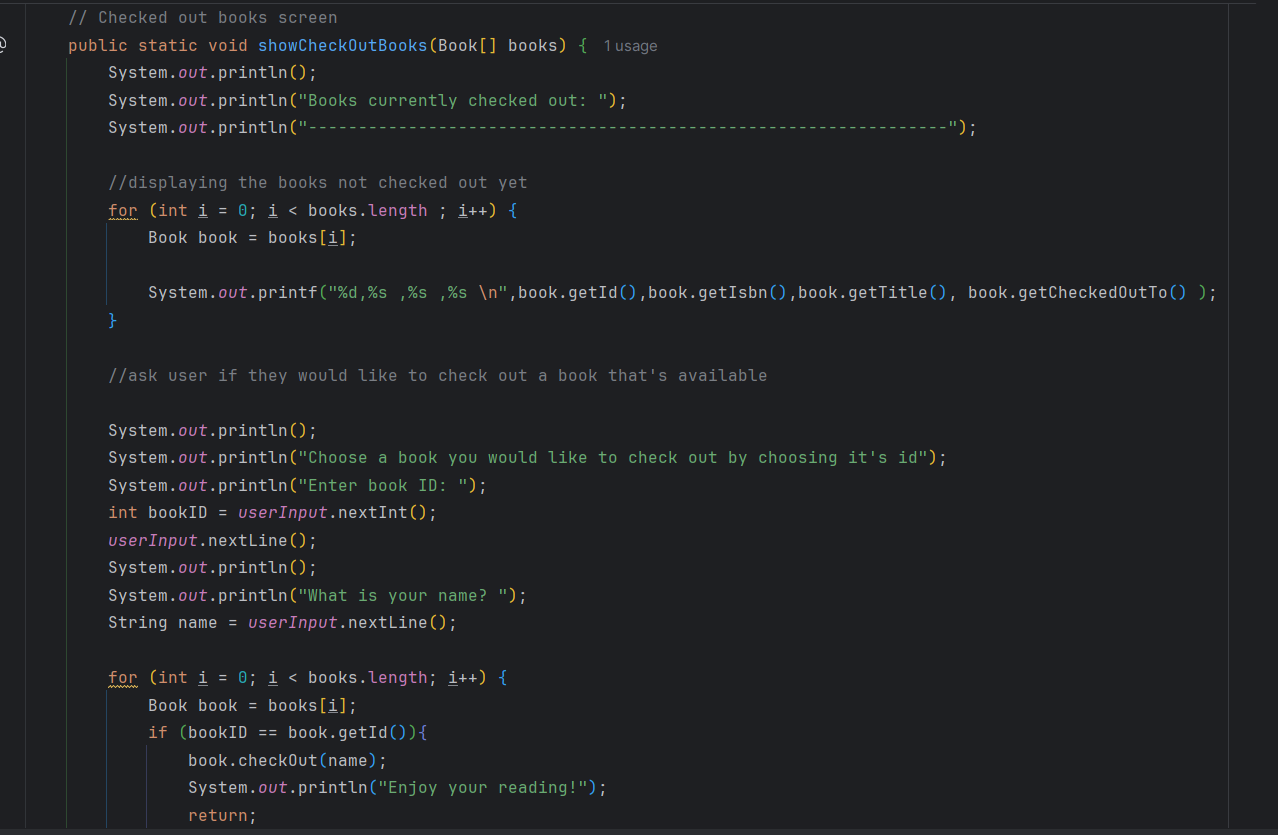 // Checked out books screen
public static void showCheckOutBooks(Book[] books) { 1 usage
System.out.println();
System.out.println("Books currently checked out: ");
System.out.println("----------------------------------------------------------------");
//displaying the books not checked out yet
for (int i = 0; i < books.length ; i++) {
Book book = books[i];
System.out.printf("%d,%s ,%s ,%s \n",book.getId(),book.getIsbn(),book.getTitle(), book.getCheckedOutTo() );
}
//ask user if they would like to check out a book that's available
System.out.println();
System.out.println("Choose a book you would like to check out by choosing it's id");
System.out.println("Enter book ID: ");
int bookID = userInput.nextInt();
userInput.nextLine();
System.out.println();
System.out.println("What is your name? ");
String name = userInput.nextLine();
for (int i = 0; i < books.length; i++) {
Book book = books[i];
if (bookID == book.getId()){
book.checkOut(name);
System.out.println("Enjoy your reading!");
return;